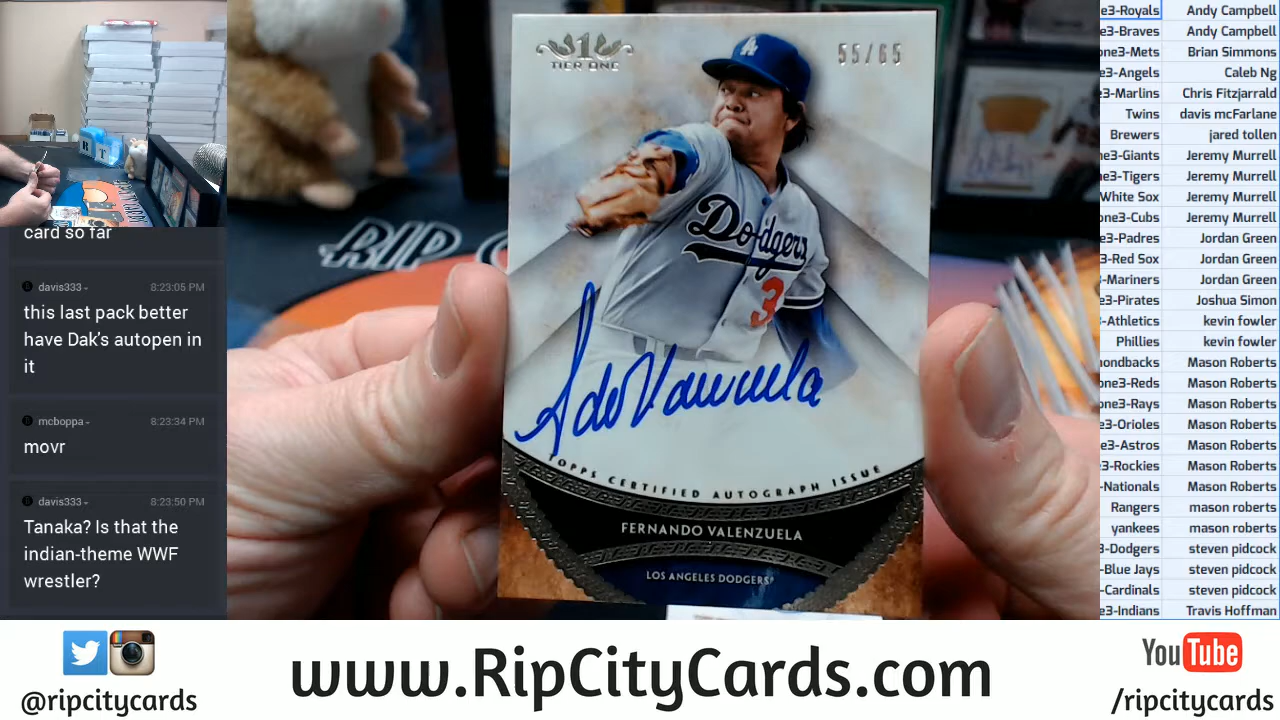 card so far
davis333
8:23:05 PM
this last pack better
have Dak's autopen in
it
mcboppa
8:23:34 PM
movr
davis333
8:23:50 PM
Tanaka? Is that the
indian-theme WWF
wrestler?
R T
RIP
1
TIER ONE
55/65
Dodgers
3
TOPPS CERTIFIED AUTOGRAPH ISSUE
FERNANDO VALENZUELA
LOS ANGELES DODGERS
e3-Royals Andy Campbell
e3-Braves Andy Campbell
one3-Mets Brian Simmons
e3-Angels Caleb Ng
e3-Marlins Chris Fitzjarrald
Twins davis mcFarlane
Brewers jared tollen
ne3-Giants Jeremy Murrell
ne3-Tigers Jeremy Murrell
White Sox Jeremy Murrell
one3-Cubs Jeremy Murrell
e3-Padres Jordan Green
3-Red Sox Jordan Green
-Mariners Jordan Green
e3-Pirates Joshua Simon
3-Athletics kevin fowler
Phillies kevin fowler
mondbacks Mason Roberts
one3-Reds Mason Roberts
one3-Rays Mason Roberts
e3-Orioles Mason Roberts
e3-Astros Mason Roberts
3-Rockies Mason Roberts
-Nationals Mason Roberts
Rangers mason roberts
yankees mason roberts
3-Dodgers steven pidcock
-Blue Jays steven pidcock
-Cardinals steven pidcock
e3-Indians Travis Hoffman
@ripcitycards
www.RipCityCards.com
YouTube
/ripcitycards